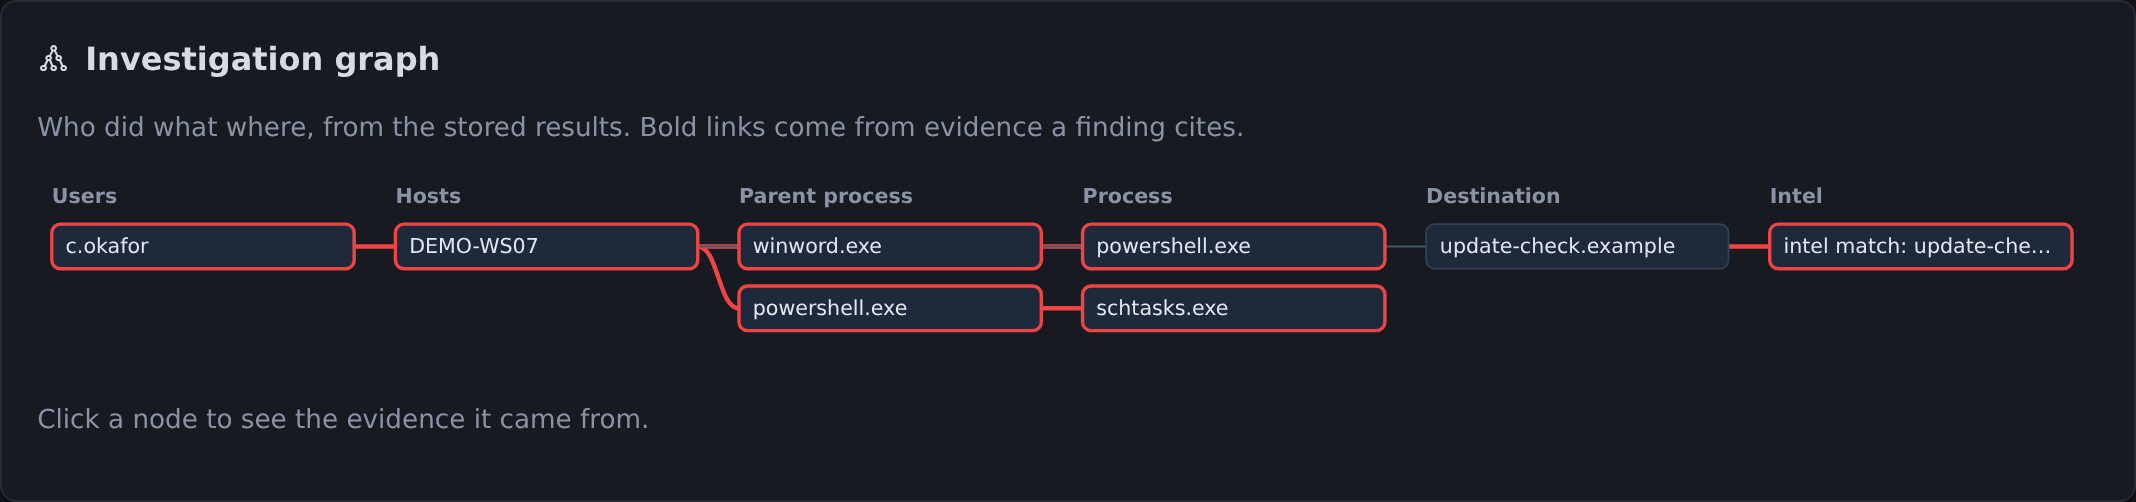 Investigation graph
Who did what where, from the stored results. Bold links come from evidence a finding cites.
Users Hosts Parent process Process Destination Intel
c.okafor DEMO-WS07 winword.exe powershell.exe update-check.example intel match: update-che...
powershell.exe schtasks.exe
Click a node to see the evidence it came from.